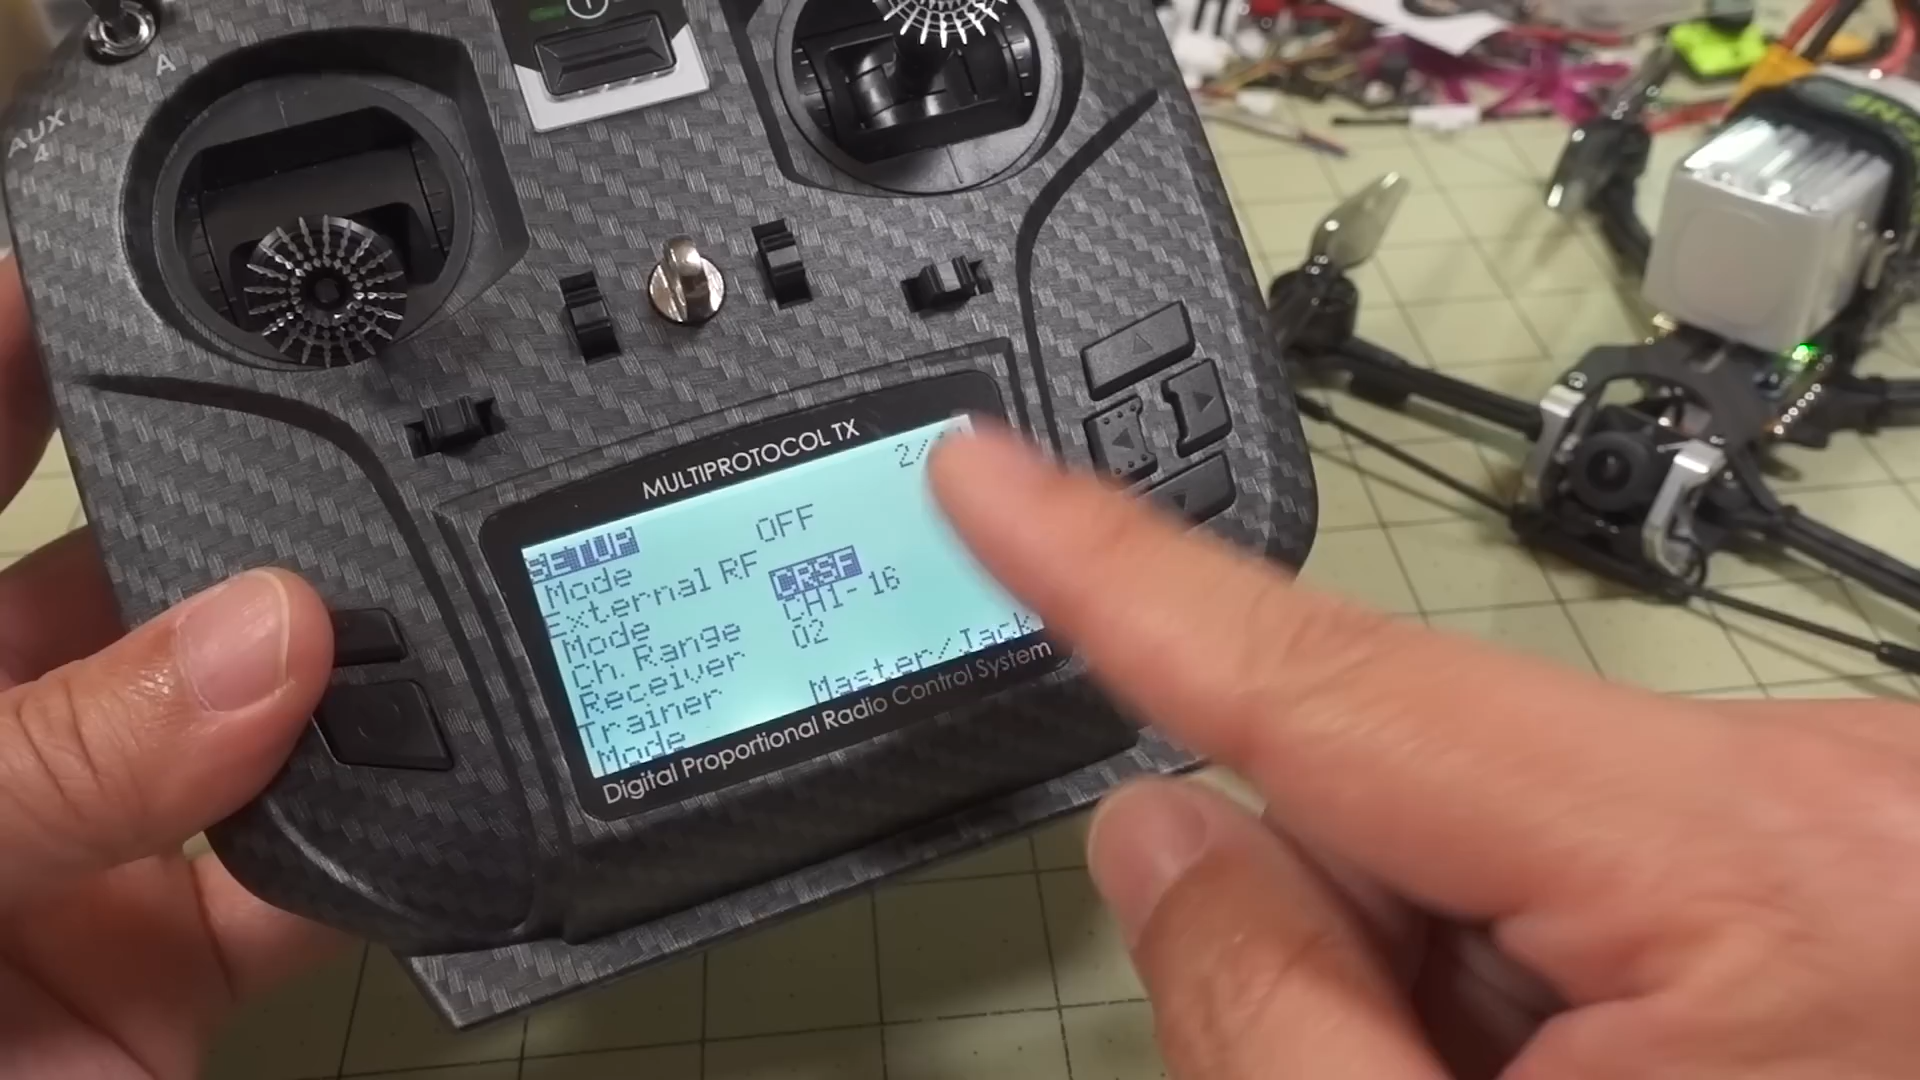 A
AUX
4
MULTIPROTOCOL TX
2/
SETUP
Mode OFF
External RF
Mode CRSF
Ch. Range CH1-16
Receiver 02
Trainer
Mode Master/Jack
Digital Proportional Radio Control System